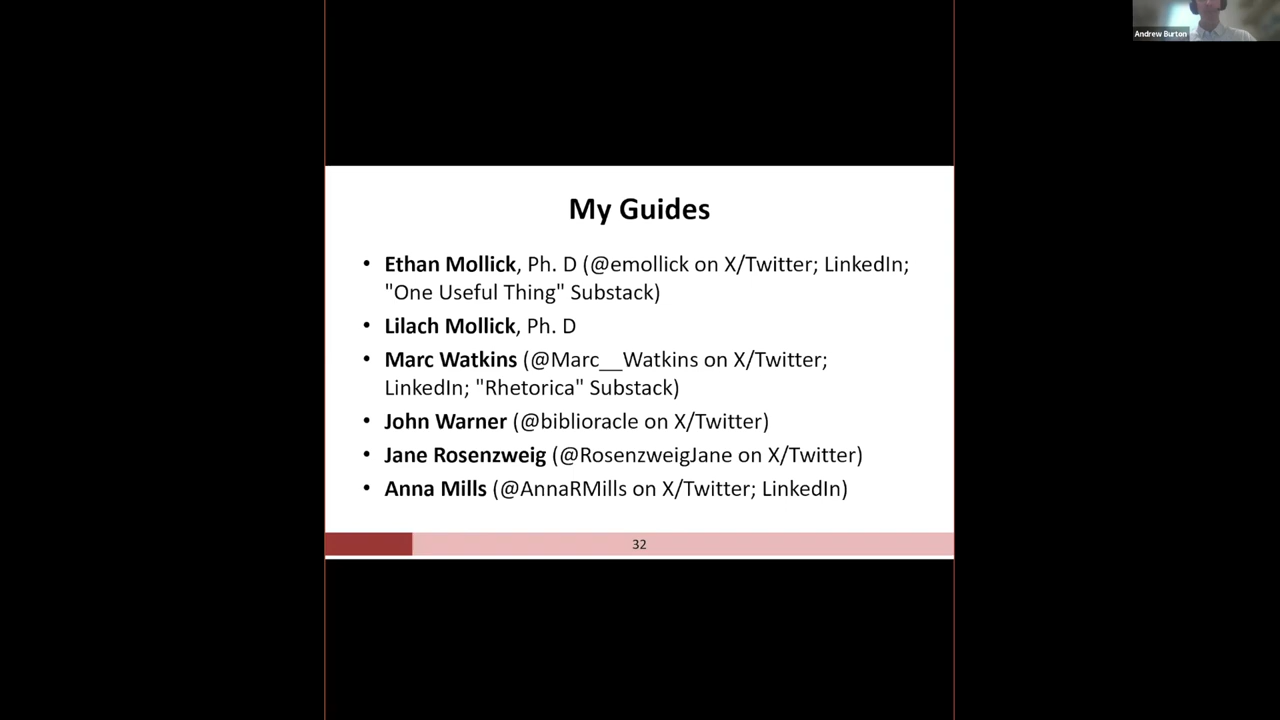 Andrew Burton
My Guides
• Ethan Mollick, Ph. D (@emollick on X/Twitter; LinkedIn;
"One Useful Thing" Substack)
• Lilach Mollick, Ph. D
• Marc Watkins (@Marc__Watkins on X/Twitter;
LinkedIn; "Rhetorica" Substack)
• John Warner (@biblioracle on X/Twitter)
• Jane Rosenzweig (@RosenzweigJane on X/Twitter)
• Anna Mills (@AnnaRMills on X/Twitter; LinkedIn)
32